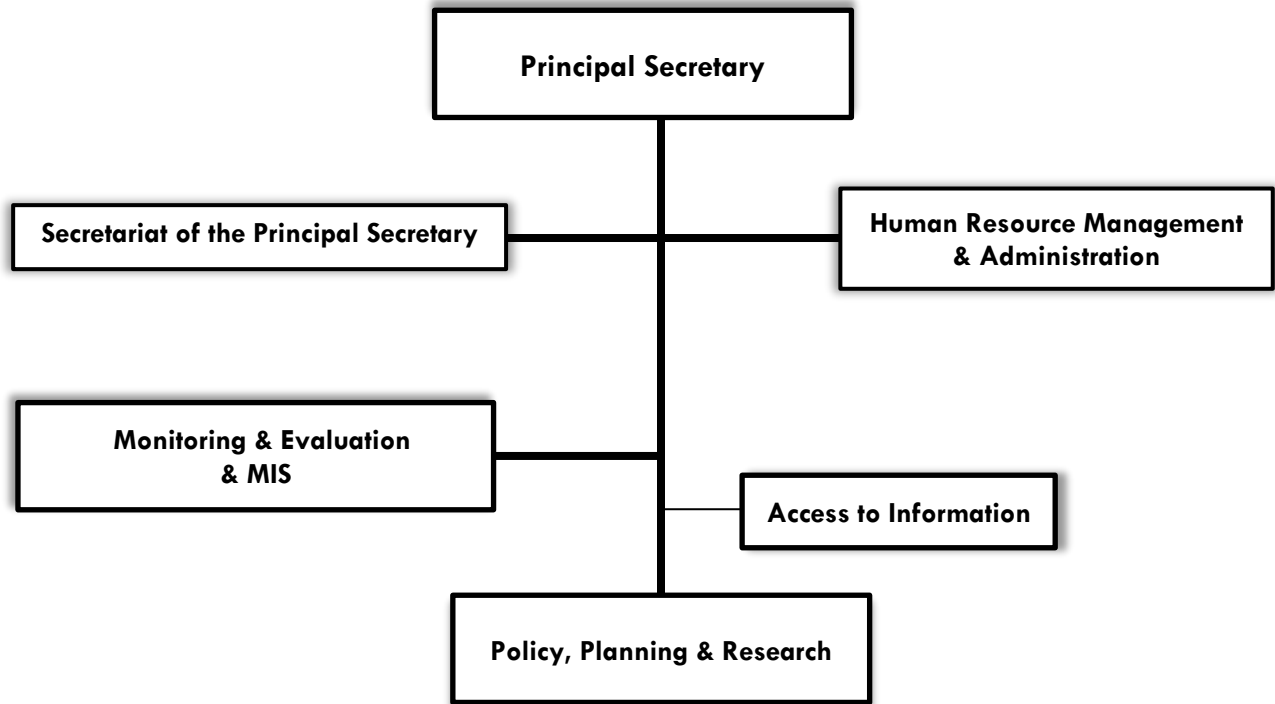 Principal Secretary
Secretariat of the Principal Secretary
Human Resource Management
& Administration
Monitoring & Evaluation
& MIS
Access to Information
Policy, Planning & Research